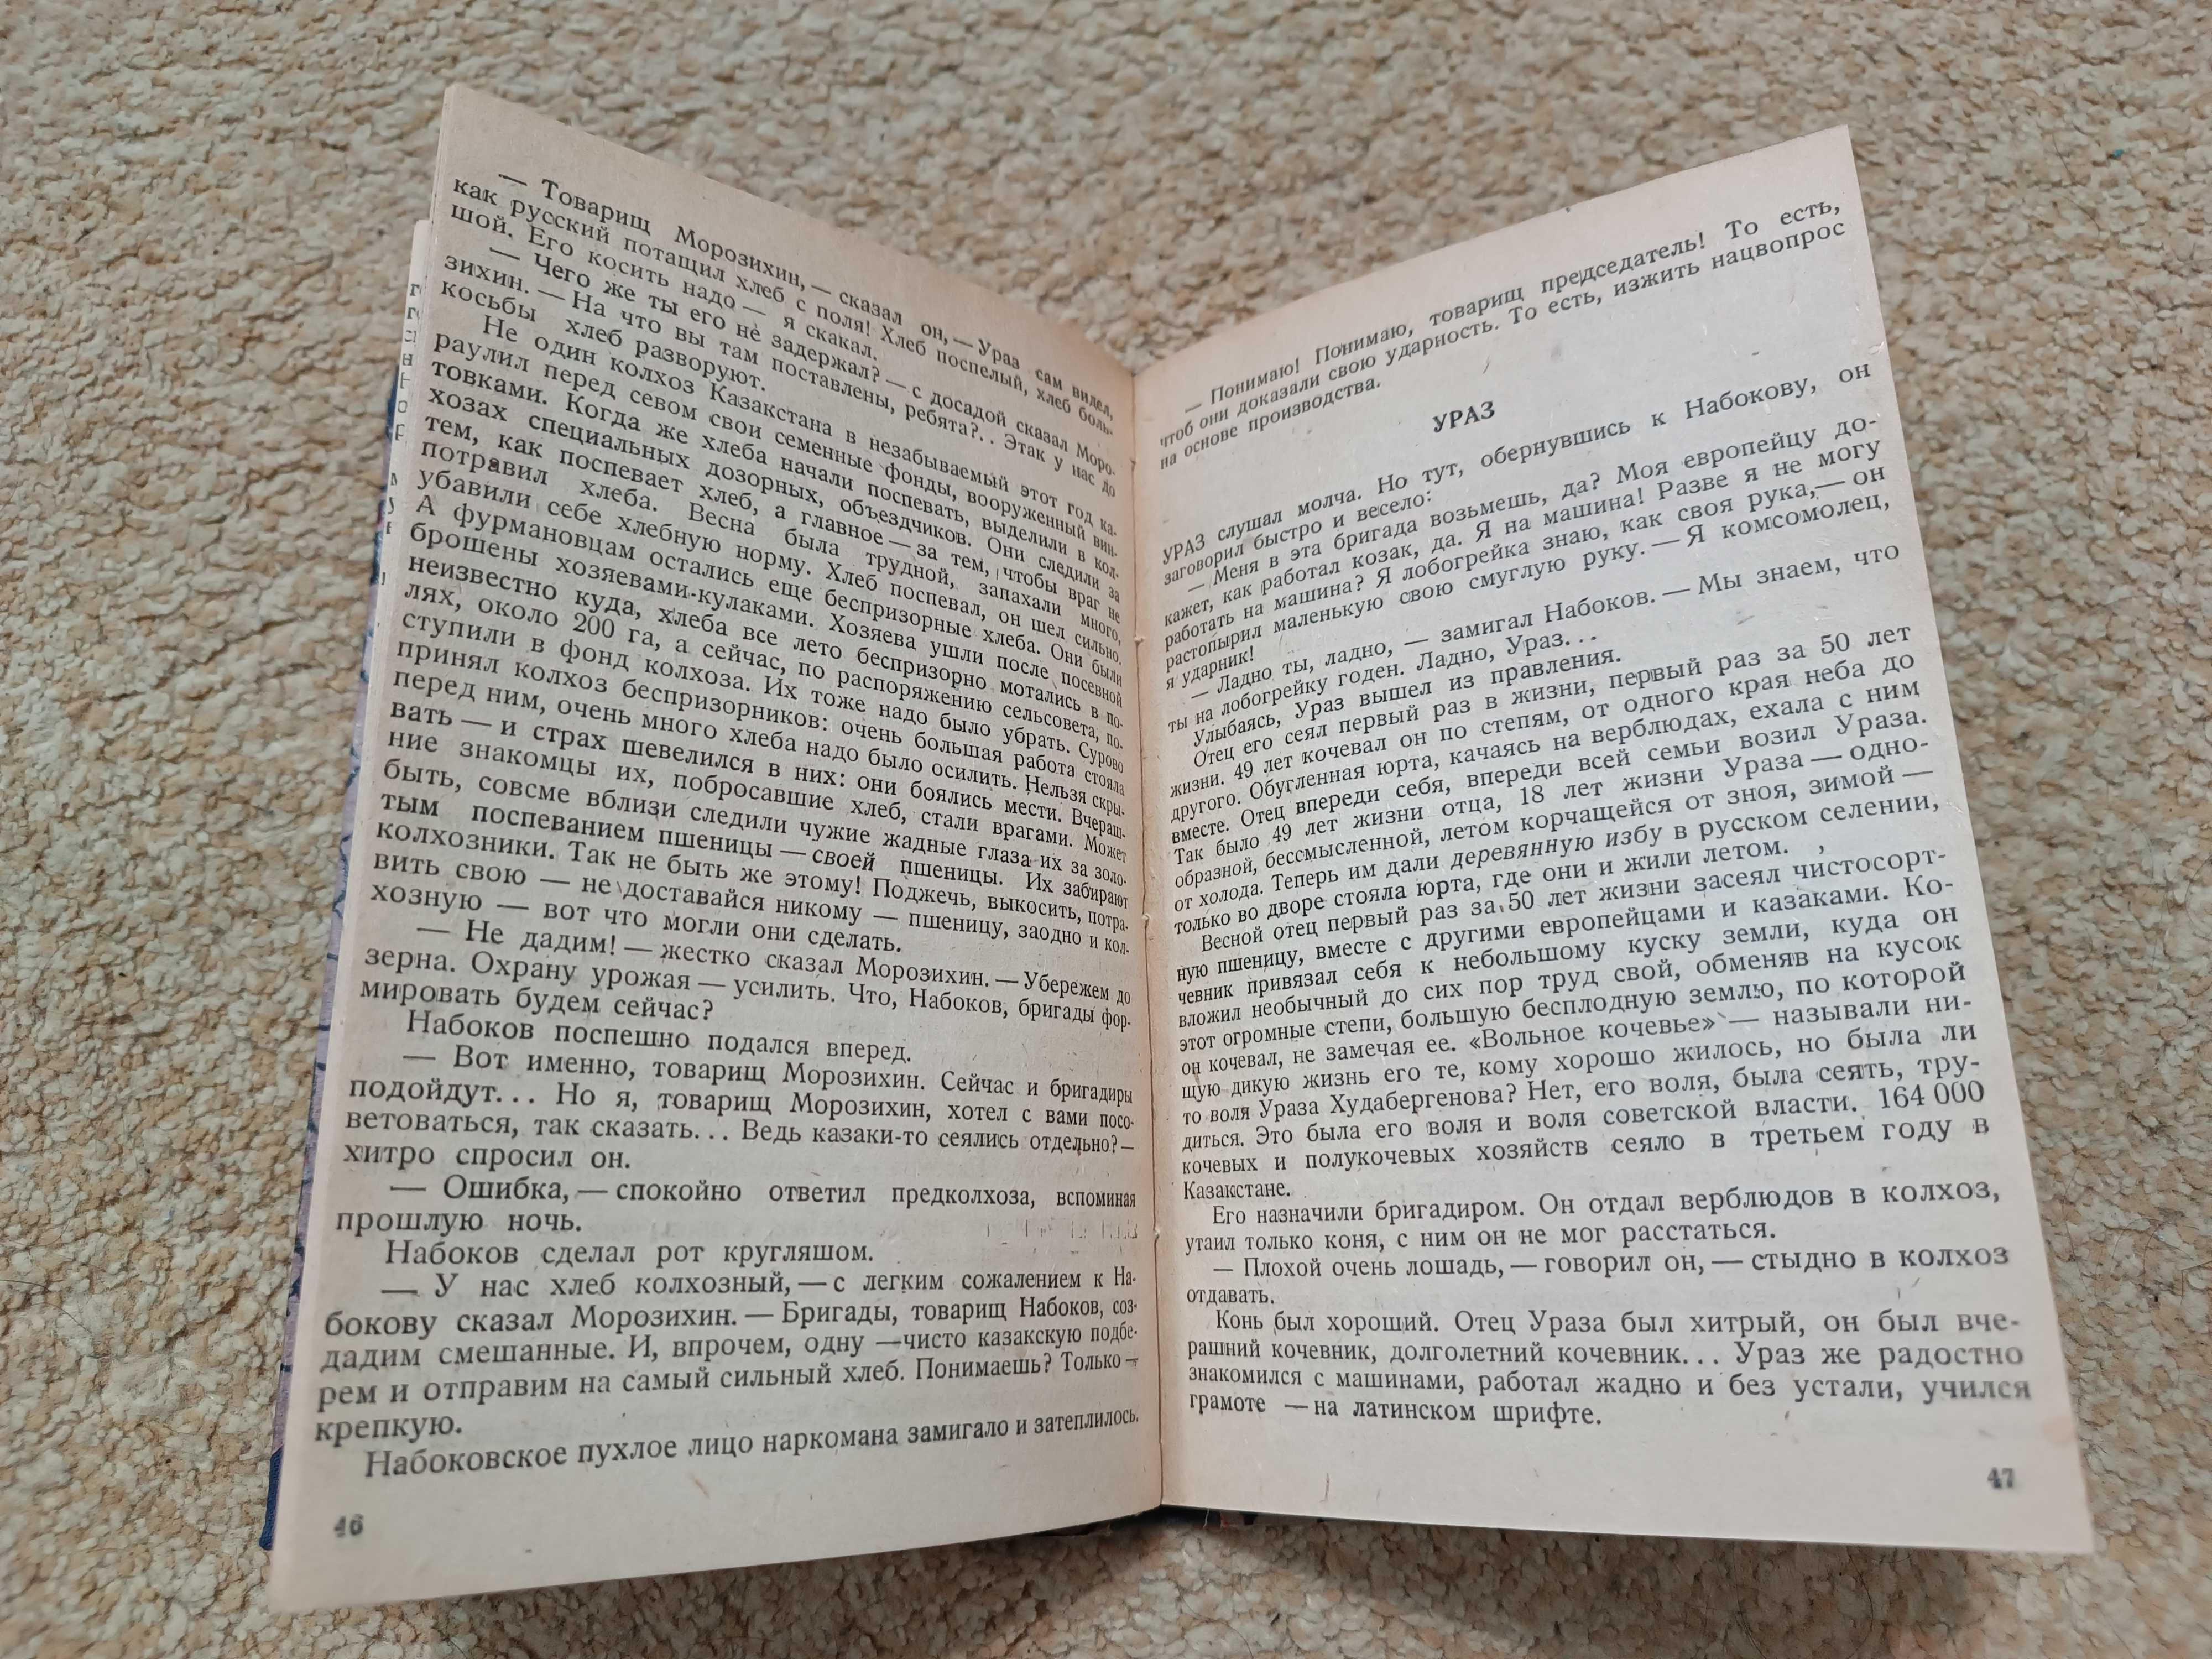 — Товарищ Морозихин, — сказал он, — Ураз сам видел,
как русский потащил хлеб с поля! Хлеб поспелый, хлеб боль-
шой. Его косить надо — я скакал.
— Чего же ты его не задержал? — с досадой сказал Моро-
зихин. — На что вы там поставлены, ребята?.. Этак у нас до
косьбы хлеб разворуют.
Не один колхоз Казакстана в незабываемый этот год ка-
раулил перед севом свои семенные фонды, вооруженный вин-
товками. Когда же хлеба начали поспевать, выделили в кол-
хозах специальных дозорных, объездчиков. Они следили за
тем, как поспевает хлеб, а главное — за тем, чтобы враг не
потравил хлеба. Весна была трудной, запахали много,
убавили себе хлебную норму. Хлеб поспевал, он шел сильно.
А фурмановцам остались еще беспризорные хлеба. Они были
брошены хозяевами-кулаками. Хозяева ушли после посевной
неизвестно куда, хлеба все лето беспризорно мотались в по-
лях, около 200 га, а сейчас, по распоряжению сельсовета, по-
ступили в фонд колхоза. Их тоже надо было убрать. Сурово
принял колхоз беспризорников: очень большая работа стояла
перед ним, очень много хлеба надо было осилить. Нельзя скры-
вать — и страх шевелился в них: они боялись мести. Вчераш-
ние знакомцы их, побросавшие хлеб, стали врагами. Может
быть, совсме вблизи следили чужие жадные глаза их за золо-
тым поспеванием пшеницы — своей пшеницы. Их забирают
колхозники. Так не быть же этому! Поджечь, выкосить, потра-
вить свою — не доставайся никому — пшеницу, заодно и кол-
хозную — вот что могли они сделать.
— Не дадим! — жестко сказал Морозихин. — Убережем до
зерна. Охрану урожая — усилить. Что, Набоков, бригады фор-
мировать будем сейчас?
Набоков поспешно подался вперед.
— Вот именно, товарищ Морозихин. Сейчас и бригадиры
подойдут... Но я, товарищ Морозихин, хотел с вами посо-
ветоваться, так сказать... Ведь казаки-то сеялись отдельно? —
хитро спросил он.
— Ошибка, — спокойно ответил предколхоза, вспоминая
прошлую ночь.
Набоков сделал рот кругляшом.
— У нас хлеб колхозный, — с легким сожалением к На-
бокову сказал Морозихин. — Бригады, товарищ Набоков, соз-
дадим смешанные. И, впрочем, одну — чисто казакскую подбе-
рем и отправим на самый сильный хлеб. Понимаешь? Только —
крепкую.
Набоковское пухлое лицо наркомана замигало и затеплилось.
46
— Понимаю! Понимаю, товарищ председатель! То есть,
чтоб они доказали свою ударность. То есть, изжить нацвопрос
на основе производства.
УРАЗ
УРАЗ слушал молча. Но тут, обернувшись к Набокову, он
заговорил быстро и весело:
— Меня в эта бригада возьмешь, да? Моя европейцу до-
кажет, как работал козак, да. Я на машина! Разве я не могу
работать на машина? Я лобогрейка знаю, как своя рука, — он
растопырил маленькую свою смуглую руку. — Я комсомолец,
я ударник!
— Ладно ты, ладно, — замигал Набоков. — Мы знаем, что
ты на лобогрейку годен. Ладно, Ураз...
Улыбаясь, Ураз вышел из правления.
Отец его сеял первый раз в жизни, первый раз за 50 лет
жизни. 49 лет кочевал он по степям, от одного края неба до
другого. Обугленная юрта, качаясь на верблюдах, ехала с ним
вместе. Отец впереди себя, впереди всей семьи возил Ураза.
Так было 49 лет жизни отца, 18 лет жизни Ураза — одно-
образной, бессмысленной, летом корчащейся от зноя, зимой —
от холода. Теперь им дали деревянную избу в русском селении,
только во дворе стояла юрта, где они и жили летом.
Весной отец первый раз за 50 лет жизни засеял чистосорт-
ную пшеницу, вместе с другими европейцами и казаками. Ко-
чевник привязал себя к небольшому куску земли, куда он
вложил необычный до сих пор труд свой, обменяв на кусок
этот огромные степи, большую бесплодную землю, по которой
он кочевал, не замечая ее. «Вольное кочевье» — называли ни-
щую дикую жизнь его те, кому хорошо жилось, но была ли
то воля Ураза Худабергенова? Нет, его воля, была сеять, тру-
диться. Это была его воля и воля советской власти. 164 000
кочевых и полукочевых хозяйств сеяло в третьем году в
Казакстане.
Его назначили бригадиром. Он отдал верблюдов в колхоз,
утаил только коня, с ним он не мог расстаться.
— Плохой очень лошадь, — говорил он, — стыдно в колхоз
отдавать.
Конь был хороший. Отец Ураза был хитрый, он был вче-
рашний кочевник, долголетний кочевник... Ураз же радостно
знакомился с машинами, работал жадно и без устали, учился
грамоте — на латинском шрифте.
47